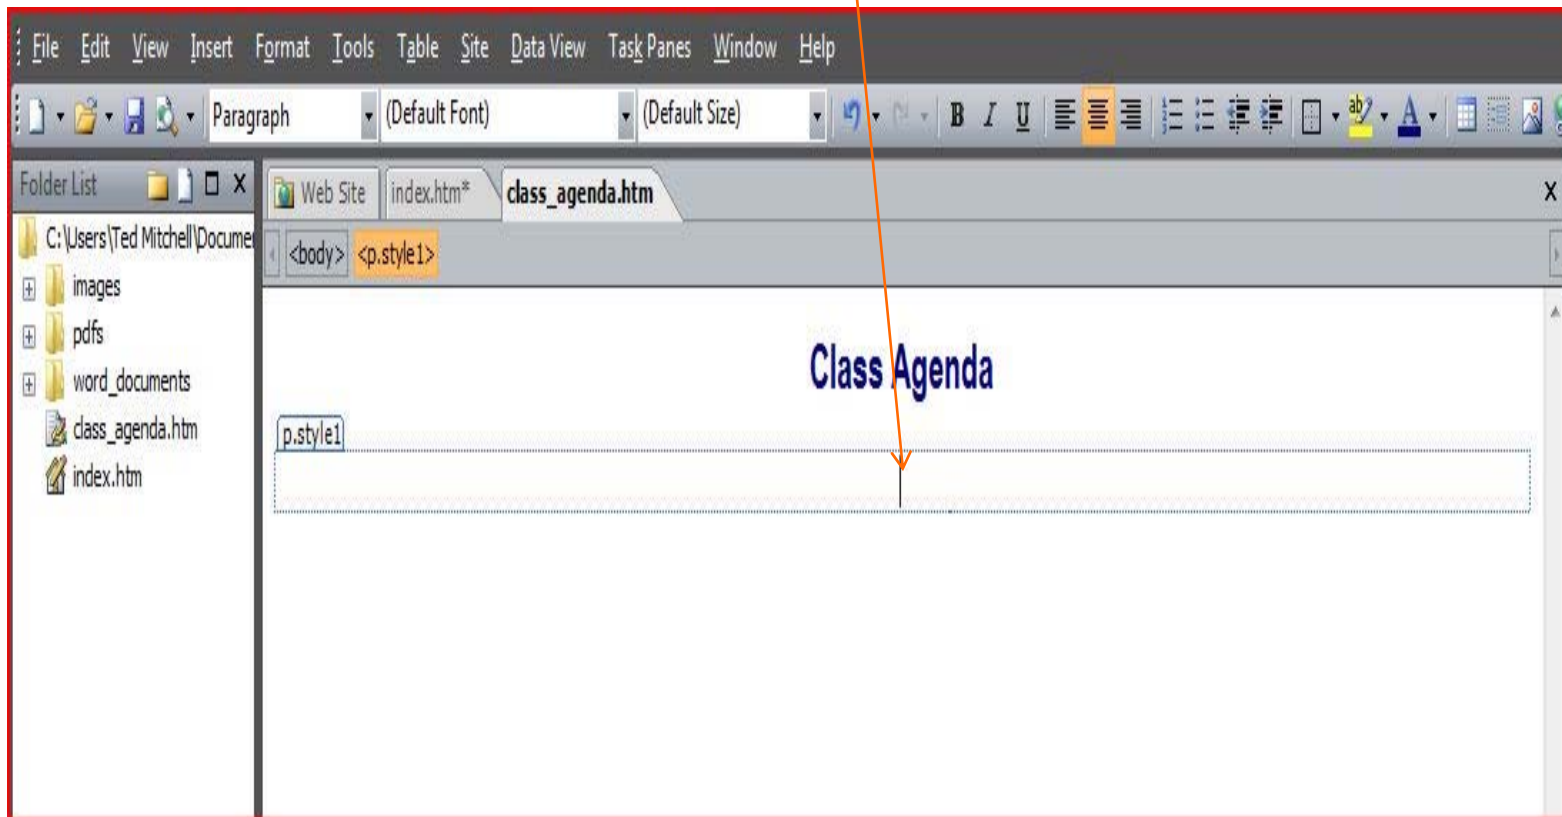 File Edit View Insert Format Tools Table Site Data View Task Panes Window Help
Paragraph (Default Font) (Default Size) B I U ab A
Folder List Web Site index.htm* class_agenda.htm X
C:\Users\Ted Mitchell\Documen <body> <p.style1>
images
pdfs
word_documents
class_agenda.htm
index.htm
Class Agenda
p.style1